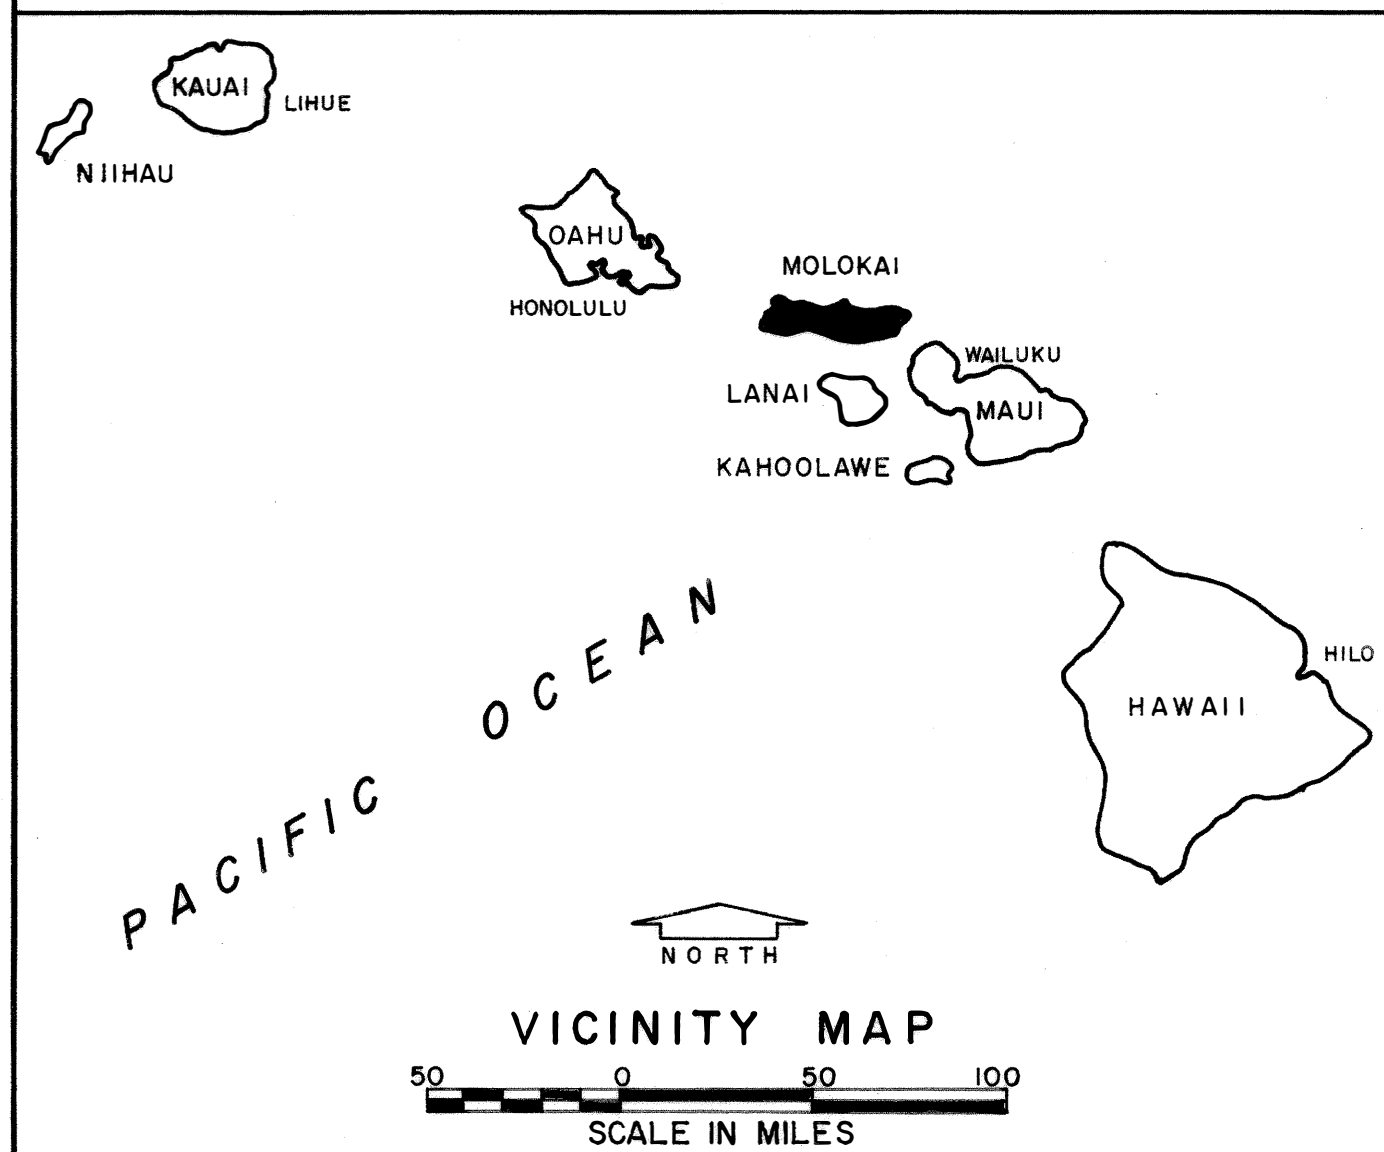 KAUAI
LIHUE
NIIHAU
OAHU
HONOLULU
MOLOKAI
WAILUKU
LANAI
MAUI
KAHOOLAWE
HILO
HAWAII
PACIFIC OCEAN
NORTH
VICINITY MAP
50 0 50 100
SCALE IN MILES